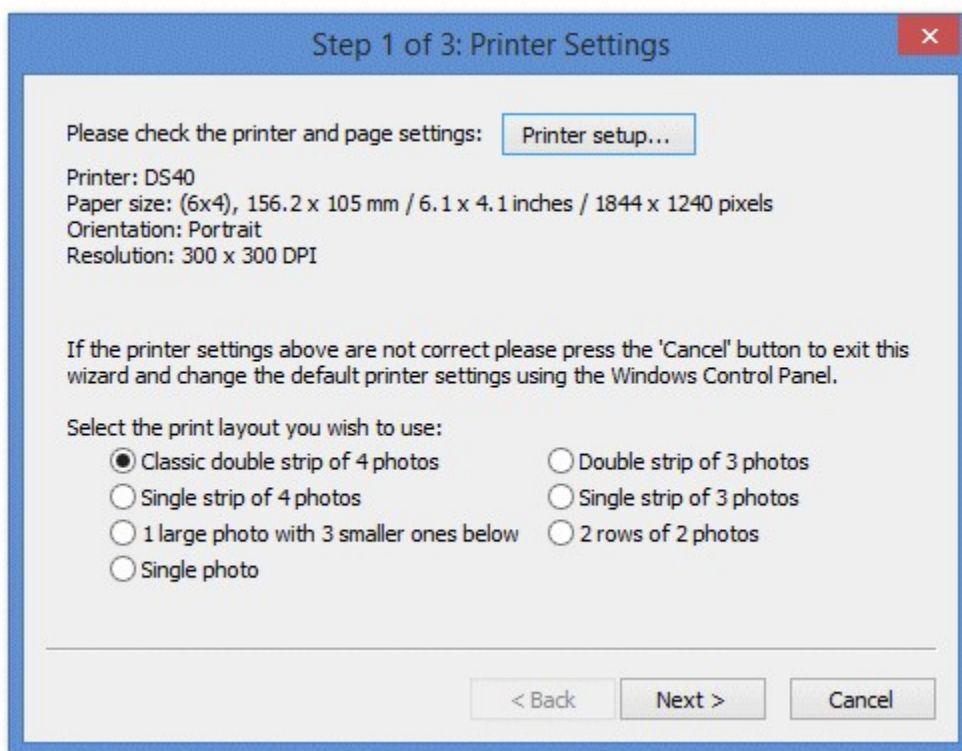 Step 1 of 3: Printer Settings
Please check the printer and page settings: Printer setup...
Printer: DS40
Paper size: (6x4), 156.2 x 105 mm / 6.1 x 4.1 inches / 1844 x 1240 pixels
Orientation: Portrait
Resolution: 300 x 300 DPI
If the printer settings above are not correct please press the 'Cancel' button to exit this
wizard and change the default printer settings using the Windows Control Panel.
Select the print layout you wish to use:
Classic double strip of 4 photos Double strip of 3 photos
Single strip of 4 photos Single strip of 3 photos
1 large photo with 3 smaller ones below 2 rows of 2 photos
Single photo
< Back Next > Cancel